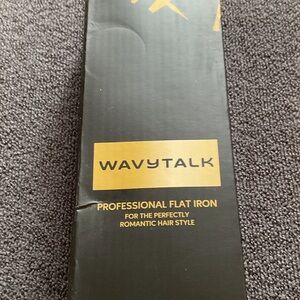 WAVYTALK
PROFESSIONAL FLAT IRON
FOR THE PERFECTLY
ROMANTIC HAIR STYLE